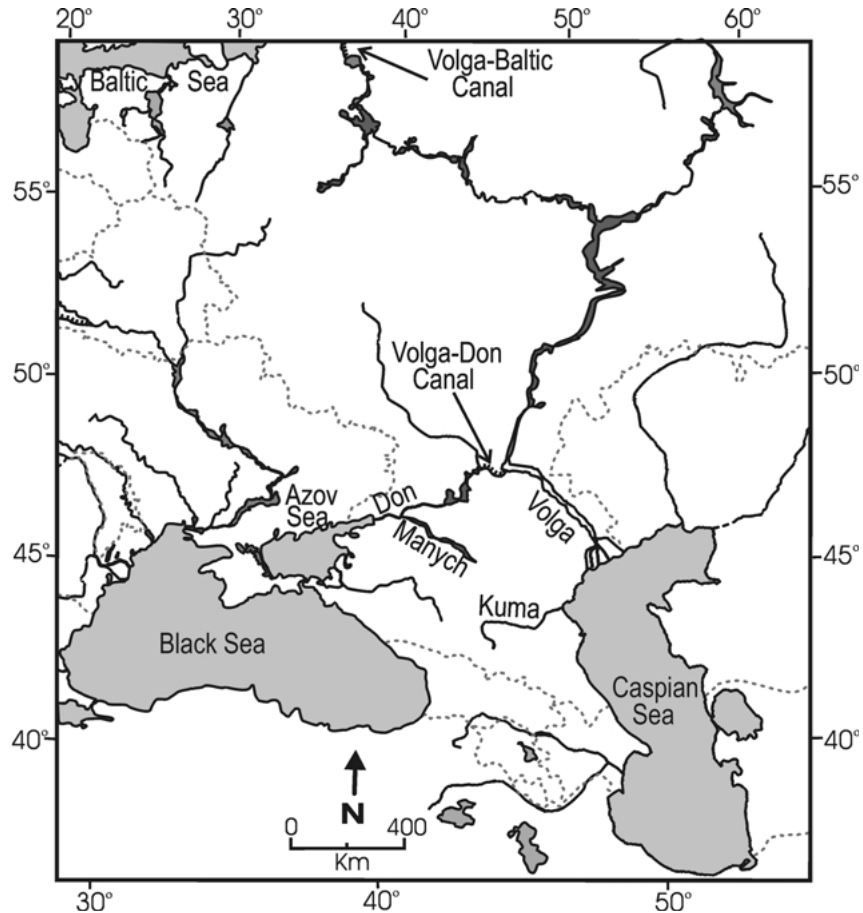 20° 30° 40° 50° 60°
Volga-Baltic
Canal
Baltic Sea
55° 55°
50° 50°
Volga-Don
Canal
Azov
Sea
Don
Volga
Manych
45° 45°
Kuma
Black Sea
Caspian
Sea
40° 40°
N
0 400
Km
30° 40° 50°